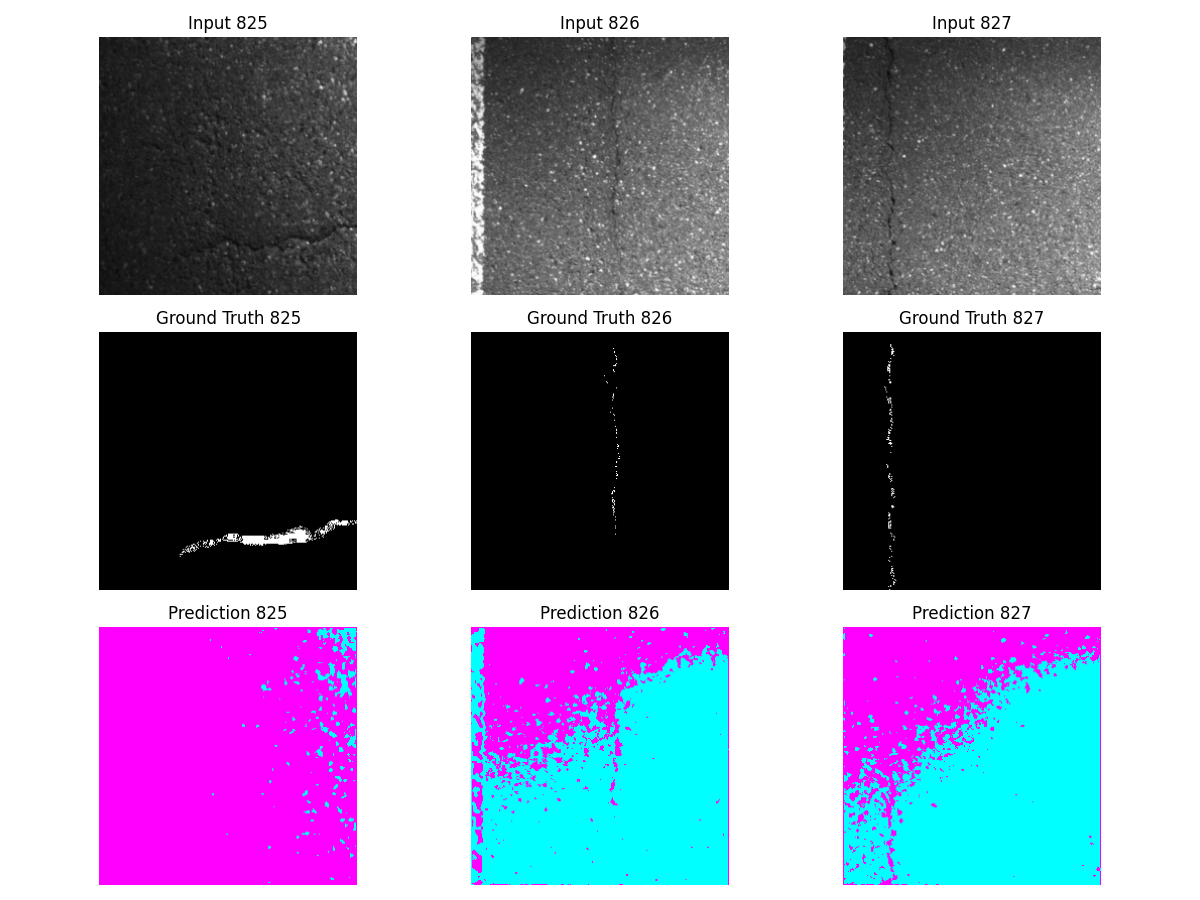 Input 825
Input 826
Input 827
Ground Truth 825
Ground Truth 826
Ground Truth 827
Prediction 825
Prediction 826
Prediction 827